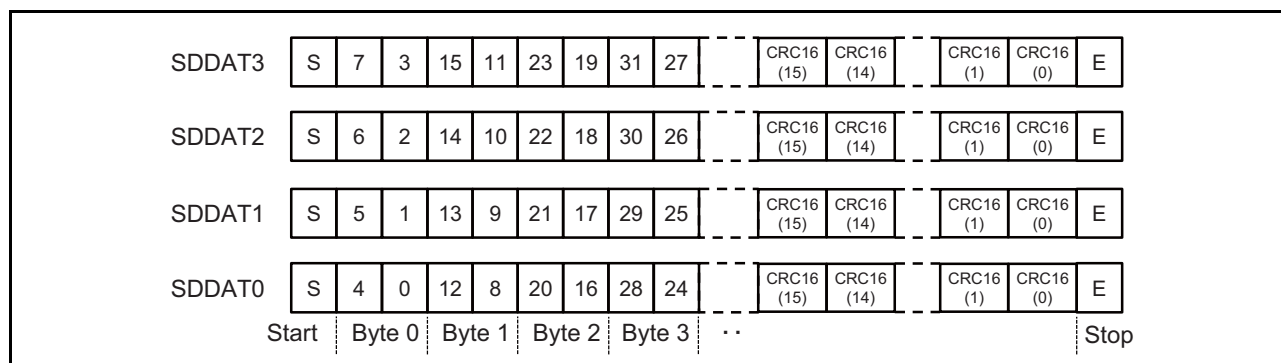 SDDAT3 S 7 3 15 11 23 19 31 27 CRC16 (15) CRC16 (14) CRC16 (1) CRC16 (0) E
SDDAT2 S 6 2 14 10 22 18 30 26 CRC16 (15) CRC16 (14) CRC16 (1) CRC16 (0) E
SDDAT1 S 5 1 13 9 21 17 29 25 CRC16 (15) CRC16 (14) CRC16 (1) CRC16 (0) E
SDDAT0 S 4 0 12 8 20 16 28 24 CRC16 (15) CRC16 (14) CRC16 (1) CRC16 (0) E
Start Byte 0 Byte 1 Byte 2 Byte 3 ·· Stop